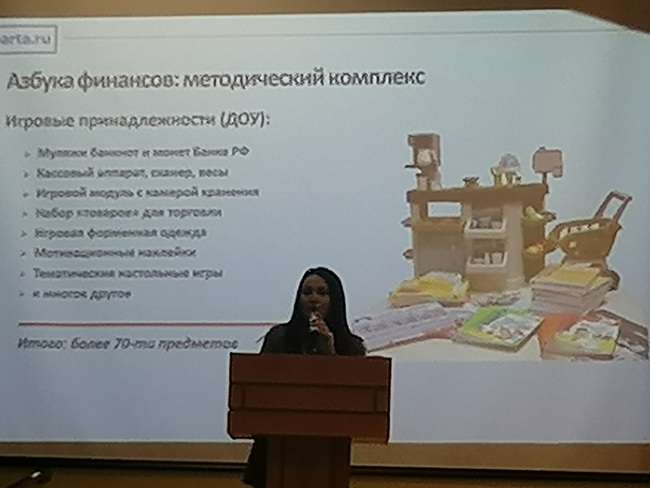 arta.ru
Азбука финансов: методический комплекс
Игровые принадлежности (ДОУ):
Муляжи банкнот и монет Банка РФ
Кассовый аппарат, сканер, весы
Игровой модуль с камерой хранения
Набор «товаров» для торговли
Игровая форменная одежда
Мотивационные наклейки
Тематические настольные игры
и многое другое
Итого: более 70-ти предметов